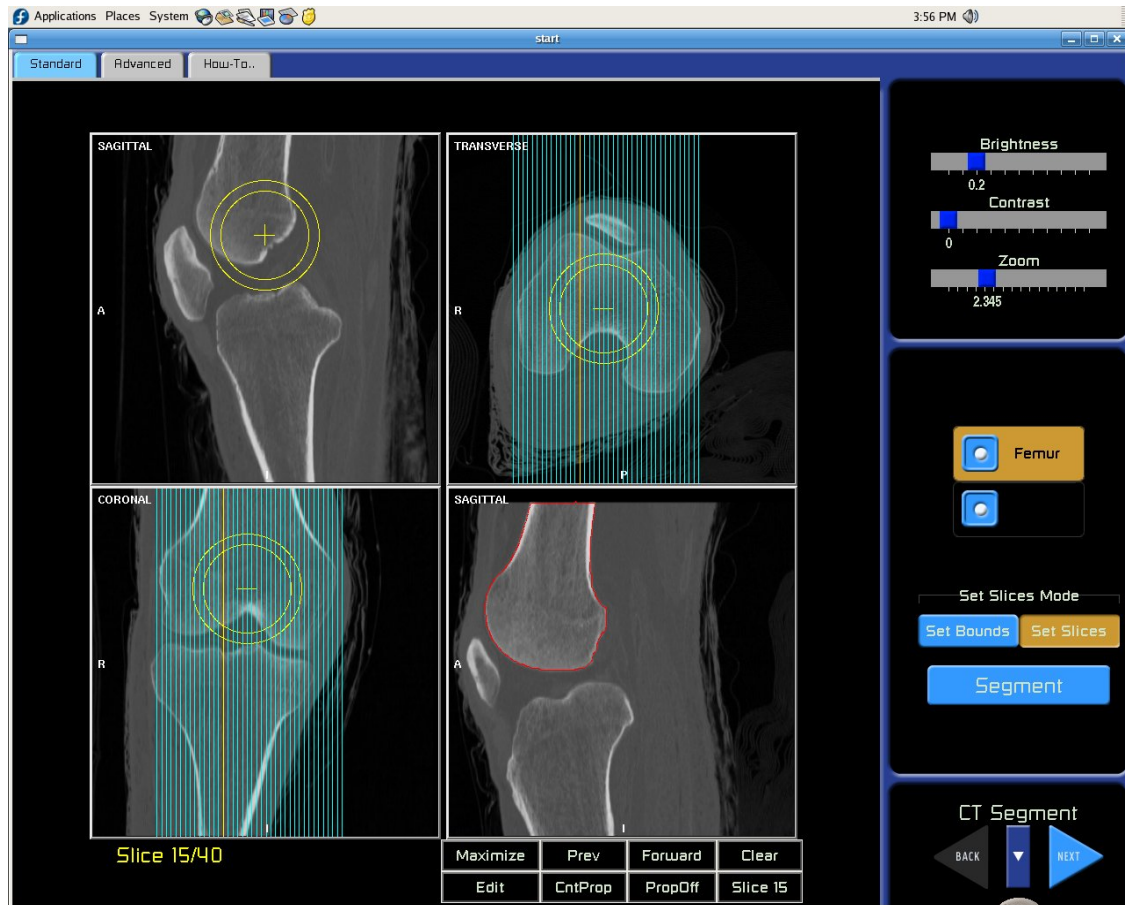 Applications Places System 3:56 PM
start
Standard Advanced How-To..
SAGITTAL
A
I
TRANSVERSE
R
P
CORONAL
R
I
SAGITTAL
A
I
Slice 15/40
Maximize Prev Forward Clear
Edit CntProp PropOff Slice 15
Brightness
0.2
Contrast
0
Zoom
2.345
Femur
Set Slices Mode
Set Bounds Set Slices
Segment
CT Segment
BACK NEXT